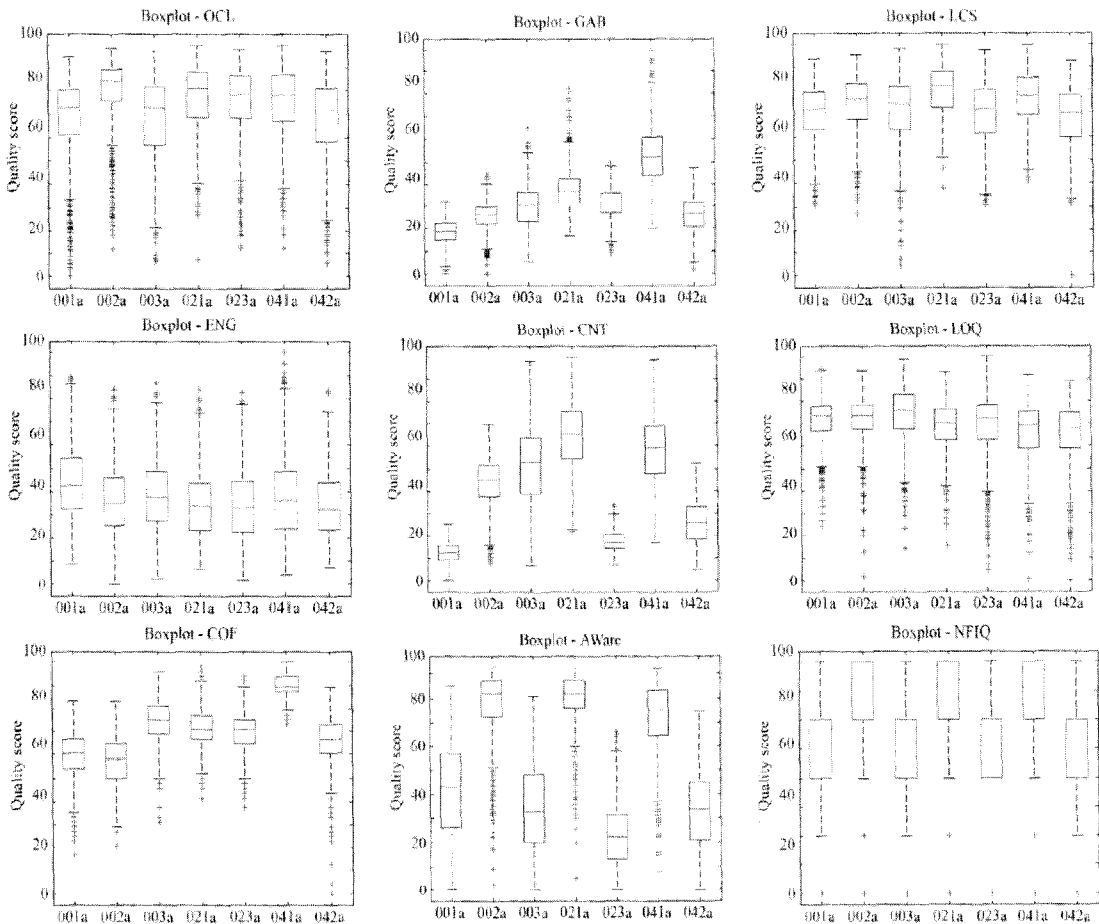 Boxplot - OCL
Quality score
100
80
60
40
20
0
001a 002a 003a 021a 023a 041a 042a
Boxplot - GAB
Quality score
100
80
60
40
20
0
001a 002a 003a 021a 023a 041a 042a
Boxplot - LCS
Quality score
100
80
60
40
20
0
001a 002a 003a 021a 023a 041a 042a
Boxplot - ENG
Quality score
100
80
60
40
20
0
001a 002a 003a 021a 023a 041a 042a
Boxplot - CNT
Quality score
100
80
60
40
20
0
001a 002a 003a 021a 023a 041a 042a
Boxplot - LOQ
Quality score
100
80
60
40
20
0
001a 002a 003a 021a 023a 041a 042a
Boxplot - COF
Quality score
100
80
60
40
20
0
001a 002a 003a 021a 023a 041a 042a
Boxplot - AWare
Quality score
100
80
60
40
20
0
001a 002a 003a 021a 023a 041a 042a
Boxplot - NFIQ
Quality score
100
80
60
40
20
0
001a 002a 003a 021a 023a 041a 042a